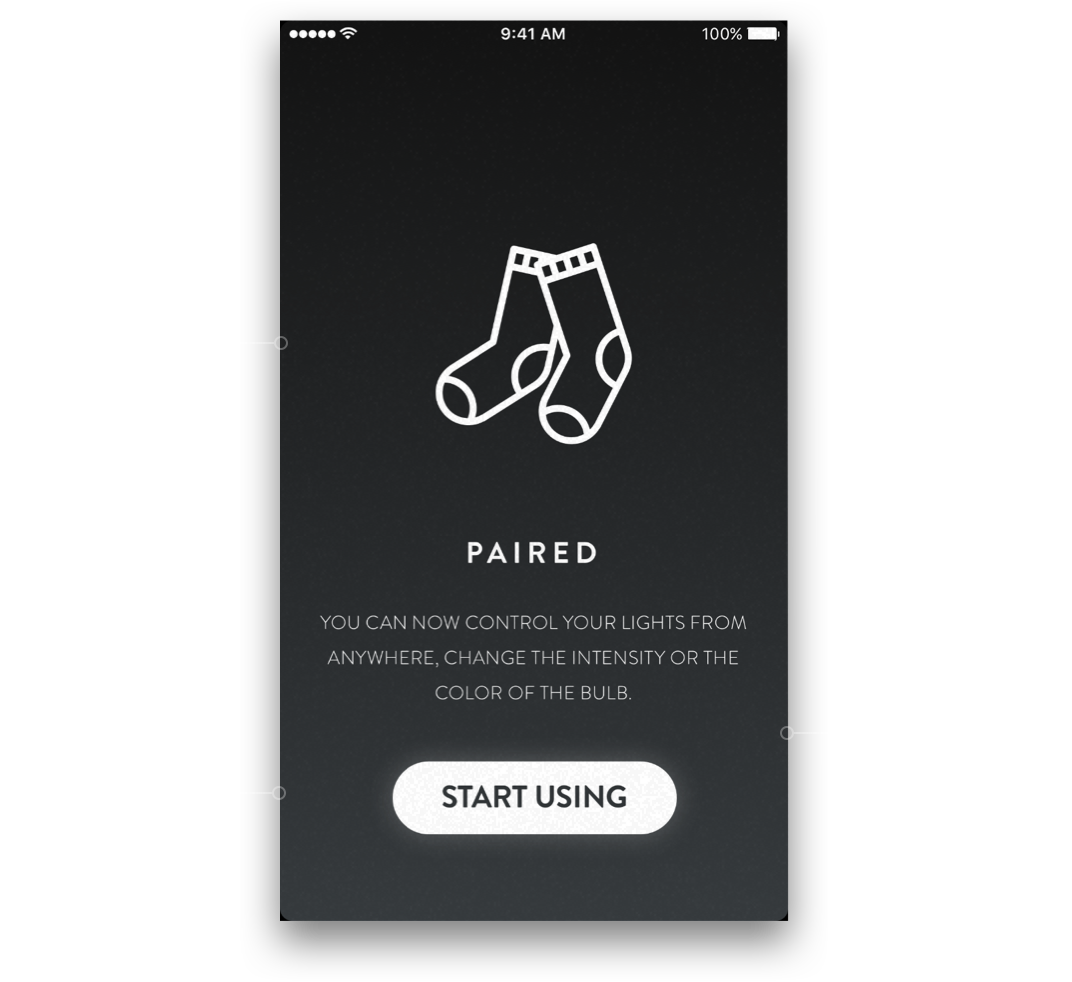 9:41 AM
100%
PAIRED
YOU CAN NOW CONTROL YOUR LIGHTS FROM
ANYWHERE, CHANGE THE INTENSITY OR THE
COLOR OF THE BULB.
START USING